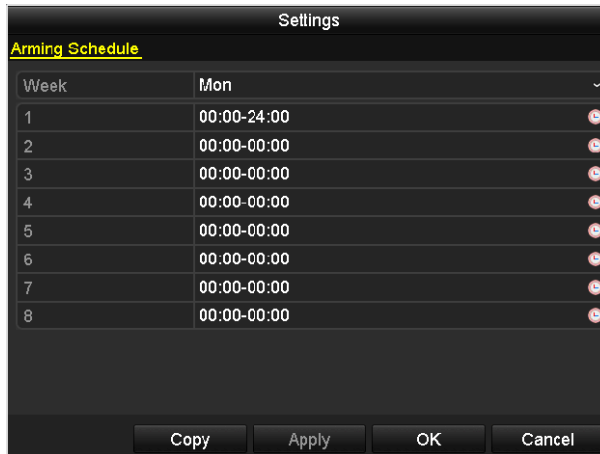 Settings
Arming Schedule
Week Mon
1 00:00-24:00
2 00:00-00:00
3 00:00-00:00
4 00:00-00:00
5 00:00-00:00
6 00:00-00:00
7 00:00-00:00
8 00:00-00:00
Copy Apply OK Cancel